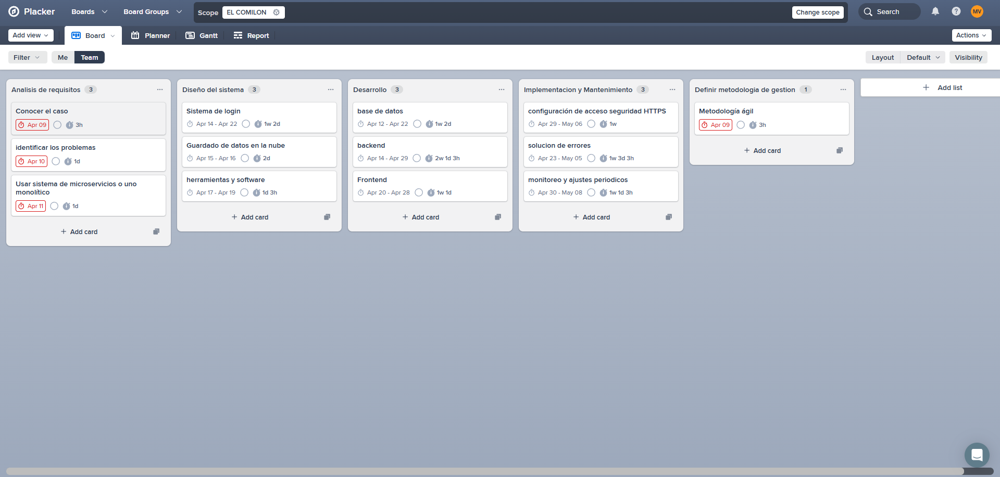 Placker
Boards
Board Groups
Scope
EL COMILON
Change scope
Search
?
MV
Add view
Board
Planner
Gantt
Report
Actions
Filter
Me
Team
Layout
Default
Visibility
Analisis de requisitos 3
Conocer el caso
Apr 09 3h
identificar los problemas
Apr 10 1d
Usar sistema de microservicios o uno
monolítico
Apr 11 1d
Add card
Diseño del sistema 3
Sistema de login
Apr 14 - Apr 22 1w 2d
Guardado de datos en la nube
Apr 15 - Apr 16 2d
herramientas y software
Apr 17 - Apr 19 1d 3h
Add card
Desarrollo 3
base de datos
Apr 12 - Apr 22 1w 2d
backend
Apr 14 - Apr 29 2w 1d 3h
Frontend
Apr 20 - Apr 28 1w 1d
Add card
Implementacion y Mantenimiento 3
configuración de acceso seguridad HTTPS
Apr 29 - May 06 1w
solucion de errores
Apr 23 - May 05 1w 3d 3h
monitoreo y ajustes periodicos
Apr 30 - May 08 1w 1d 3h
Add card
Definir metodologia de gestion 1
Metodología ágil
Apr 09 3h
Add card
Add list